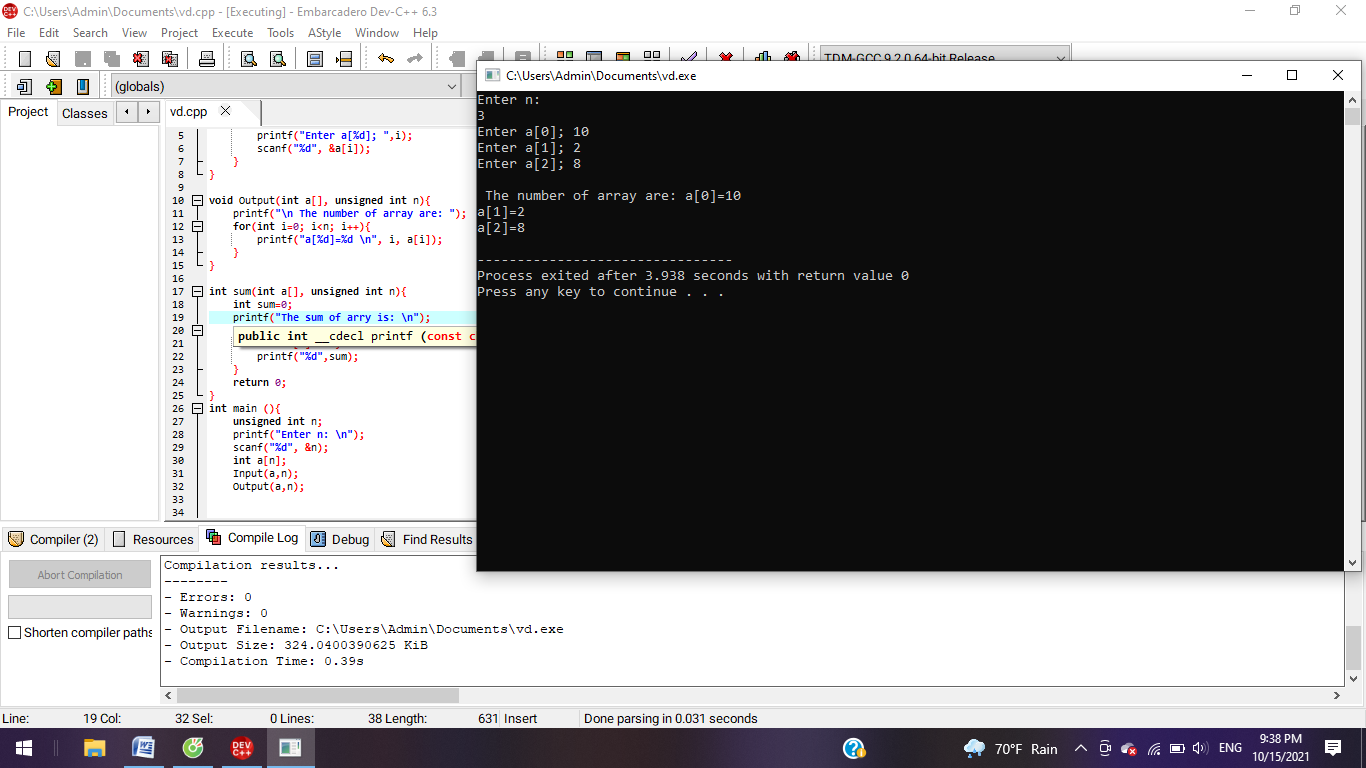 C:\Users\Admin\Documents\vd.cpp - [Executing] - Embarcadero Dev-C++ 6.3
File Edit Search View Project Execute Tools AStyle Window Help
TDM-GCC 9.2.0 64-bit Release
(globals)
Project Classes
vd.cpp
5 printf("Enter a[%d]; ",i);
6 scanf("%d", &a[i]);
7 }
8 }
9
10 void Output(int a[], unsigned int n){
11 printf("\n The number of array are: ");
12 for(int i=0; i<n; i++){
13 printf("a[%d]=%d \n", i, a[i]);
14 }
15 }
16
17 int sum(int a[], unsigned int n){
18 int sum=0;
19 printf("The sum of arry is: \n");
20
public int __cdecl printf (const c
21
22 printf("%d",sum);
23 }
24 return 0;
25 }
26 int main (){
27 unsigned int n;
28 printf("Enter n: \n");
29 scanf("%d", &n);
30 int a[n];
31 Input(a,n);
32 Output(a,n);
33
34
C:\Users\Admin\Documents\vd.exe
Enter n:
3
Enter a[0]; 10
Enter a[1]; 2
Enter a[2]; 8
The number of array are: a[0]=10
a[1]=2
a[2]=8
--------------------------------
Process exited after 3.938 seconds with return value 0
Press any key to continue . . .
Compiler (2) Resources Compile Log Debug Find Results
Abort Compilation
Shorten compiler paths
Compilation results...
--------
- Errors: 0
- Warnings: 0
- Output Filename: C:\Users\Admin\Documents\vd.exe
- Output Size: 324.0400390625 KiB
- Compilation Time: 0.39s
Line: 19 Col: 32 Sel: 0 Lines: 38 Length: 631 Insert Done parsing in 0.031 seconds
DEV C++
70°F Rain
ENG
9:38 PM
10/15/2021